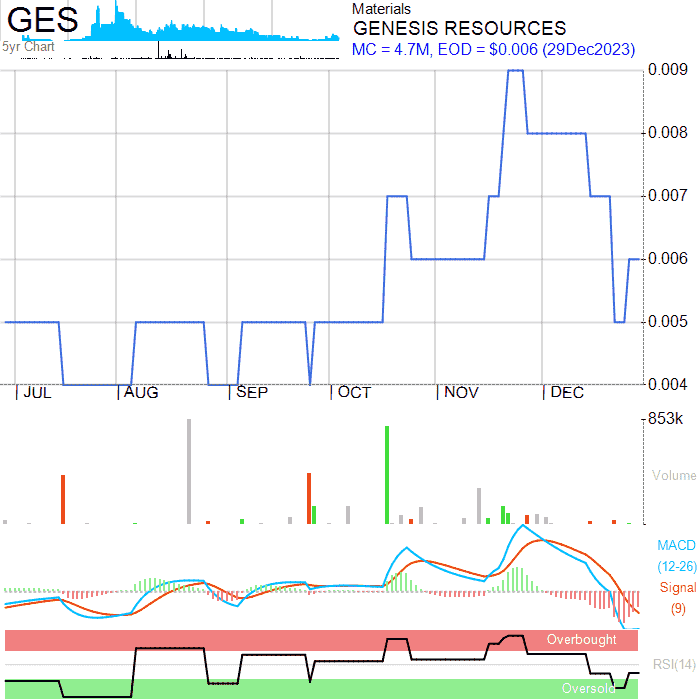 GES
5yr Chart
Materials
GENESIS RESOURCES
MC = 4.7M, EOD = $0.006 (29Dec2023)
0.009
0.008
0.007
0.006
0.005
0.004
JUL AUG SEP OCT NOV DEC
853k
Volume
MACD
(12-26)
Signal
(9)
Overbought
RSI(14)
Oversold